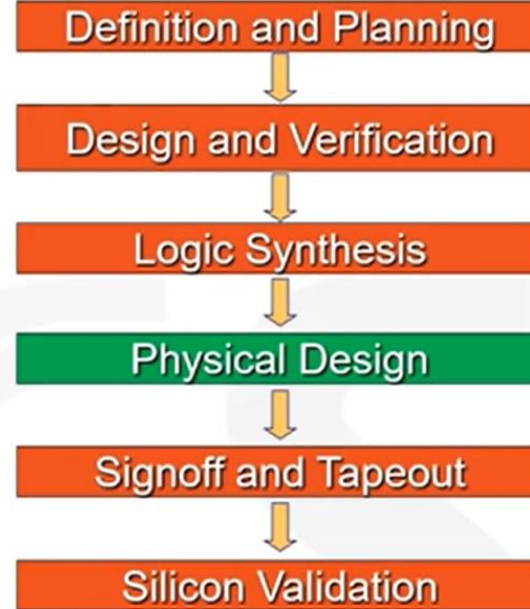 Definition and Planning
Design and Verification
Logic Synthesis
Physical Design
Signoff and Tapeout
Silicon Validation